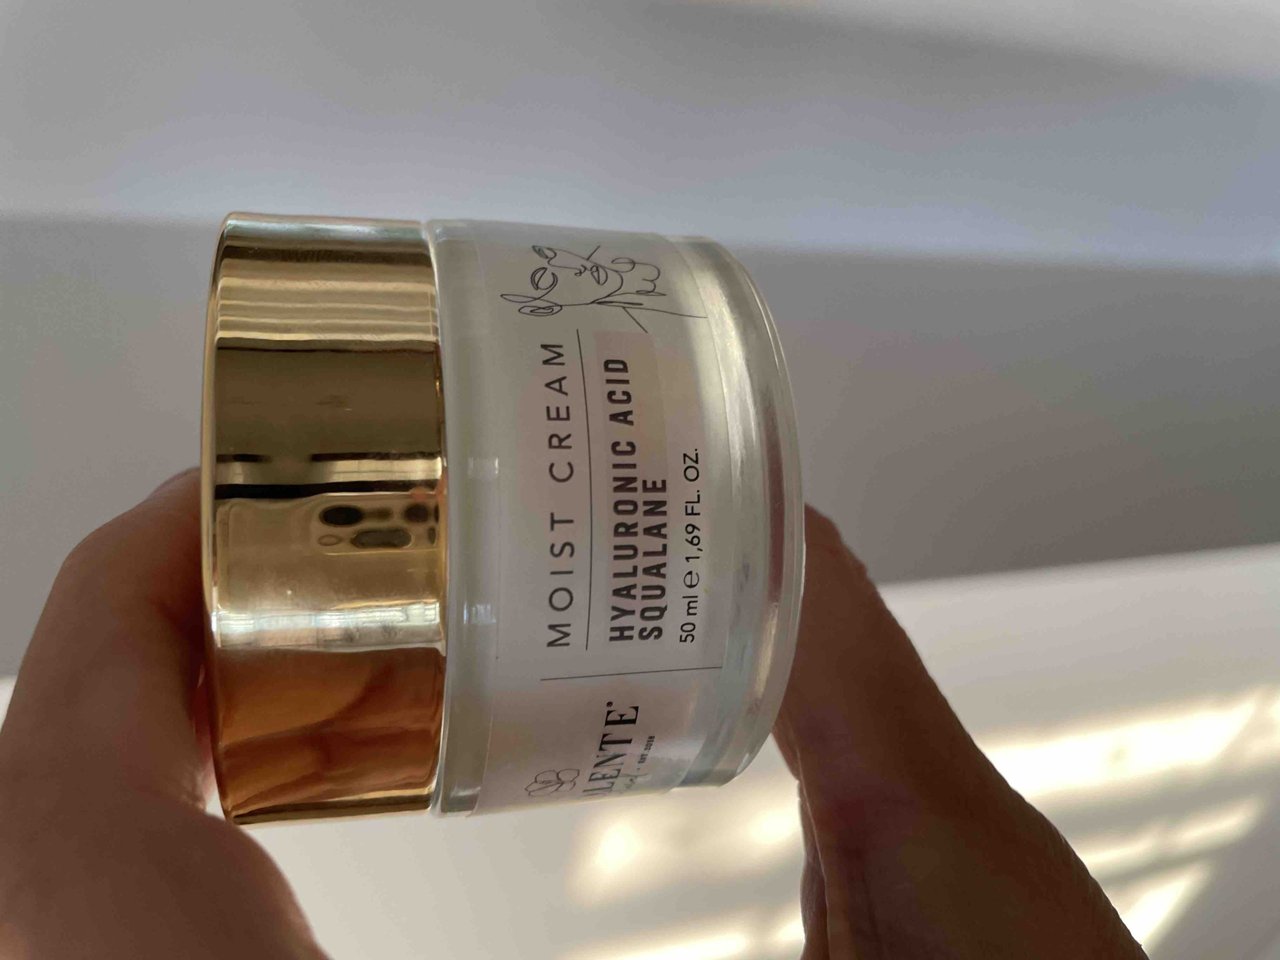 MOIST CREAM
HYALURONIC ACID
SQUALANE
50 ml ℮ 1,69 FL. OZ.